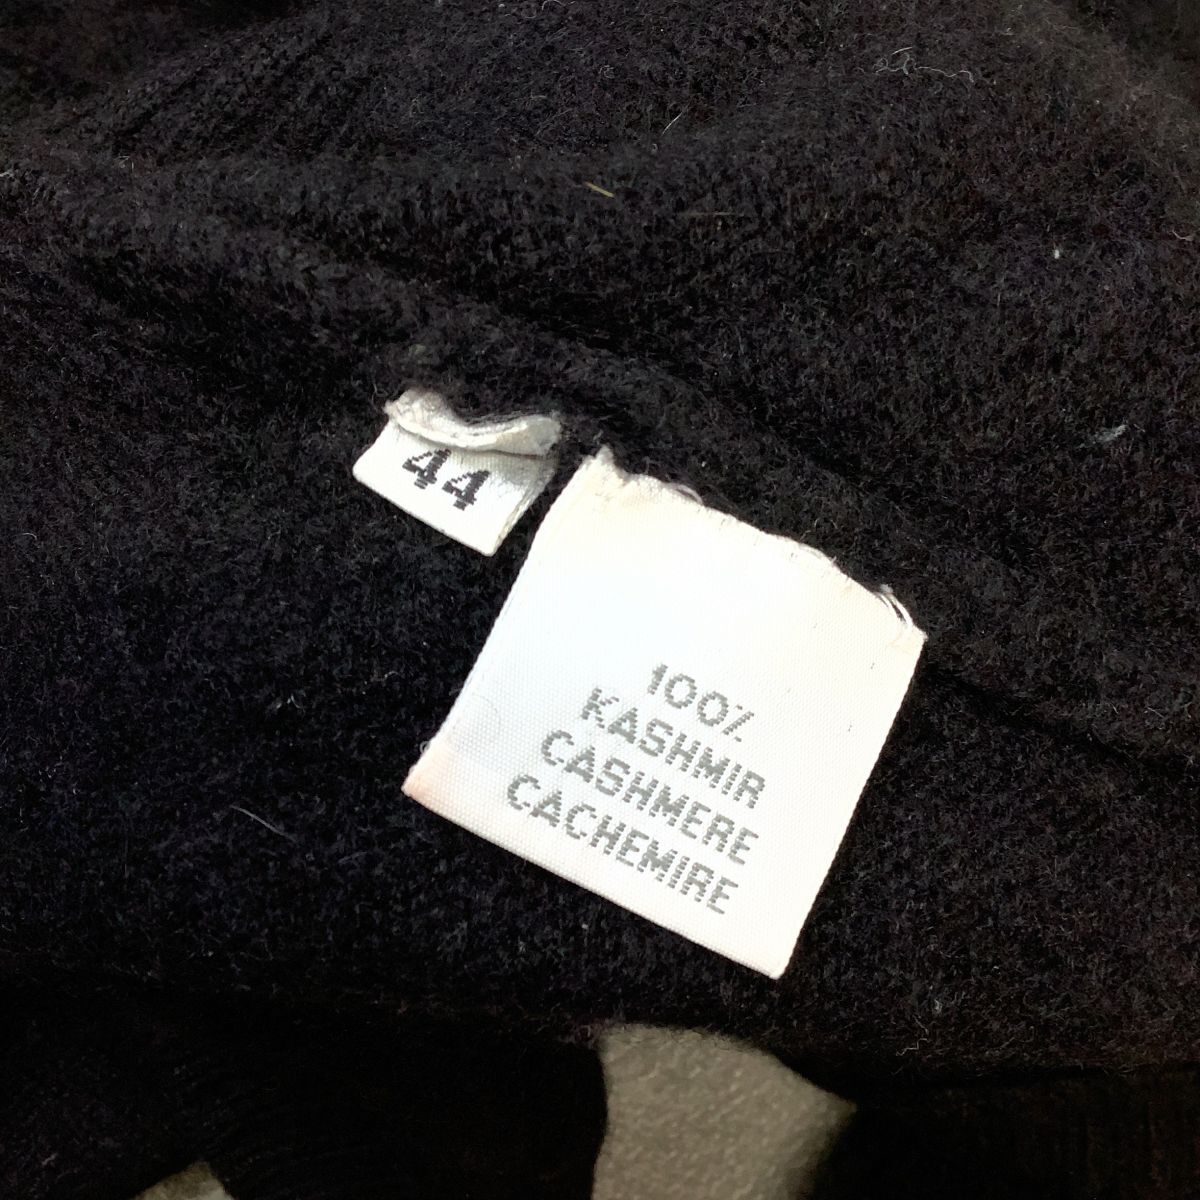 44
100%
KASHMIR
CASHMERE
CACHEMIRE